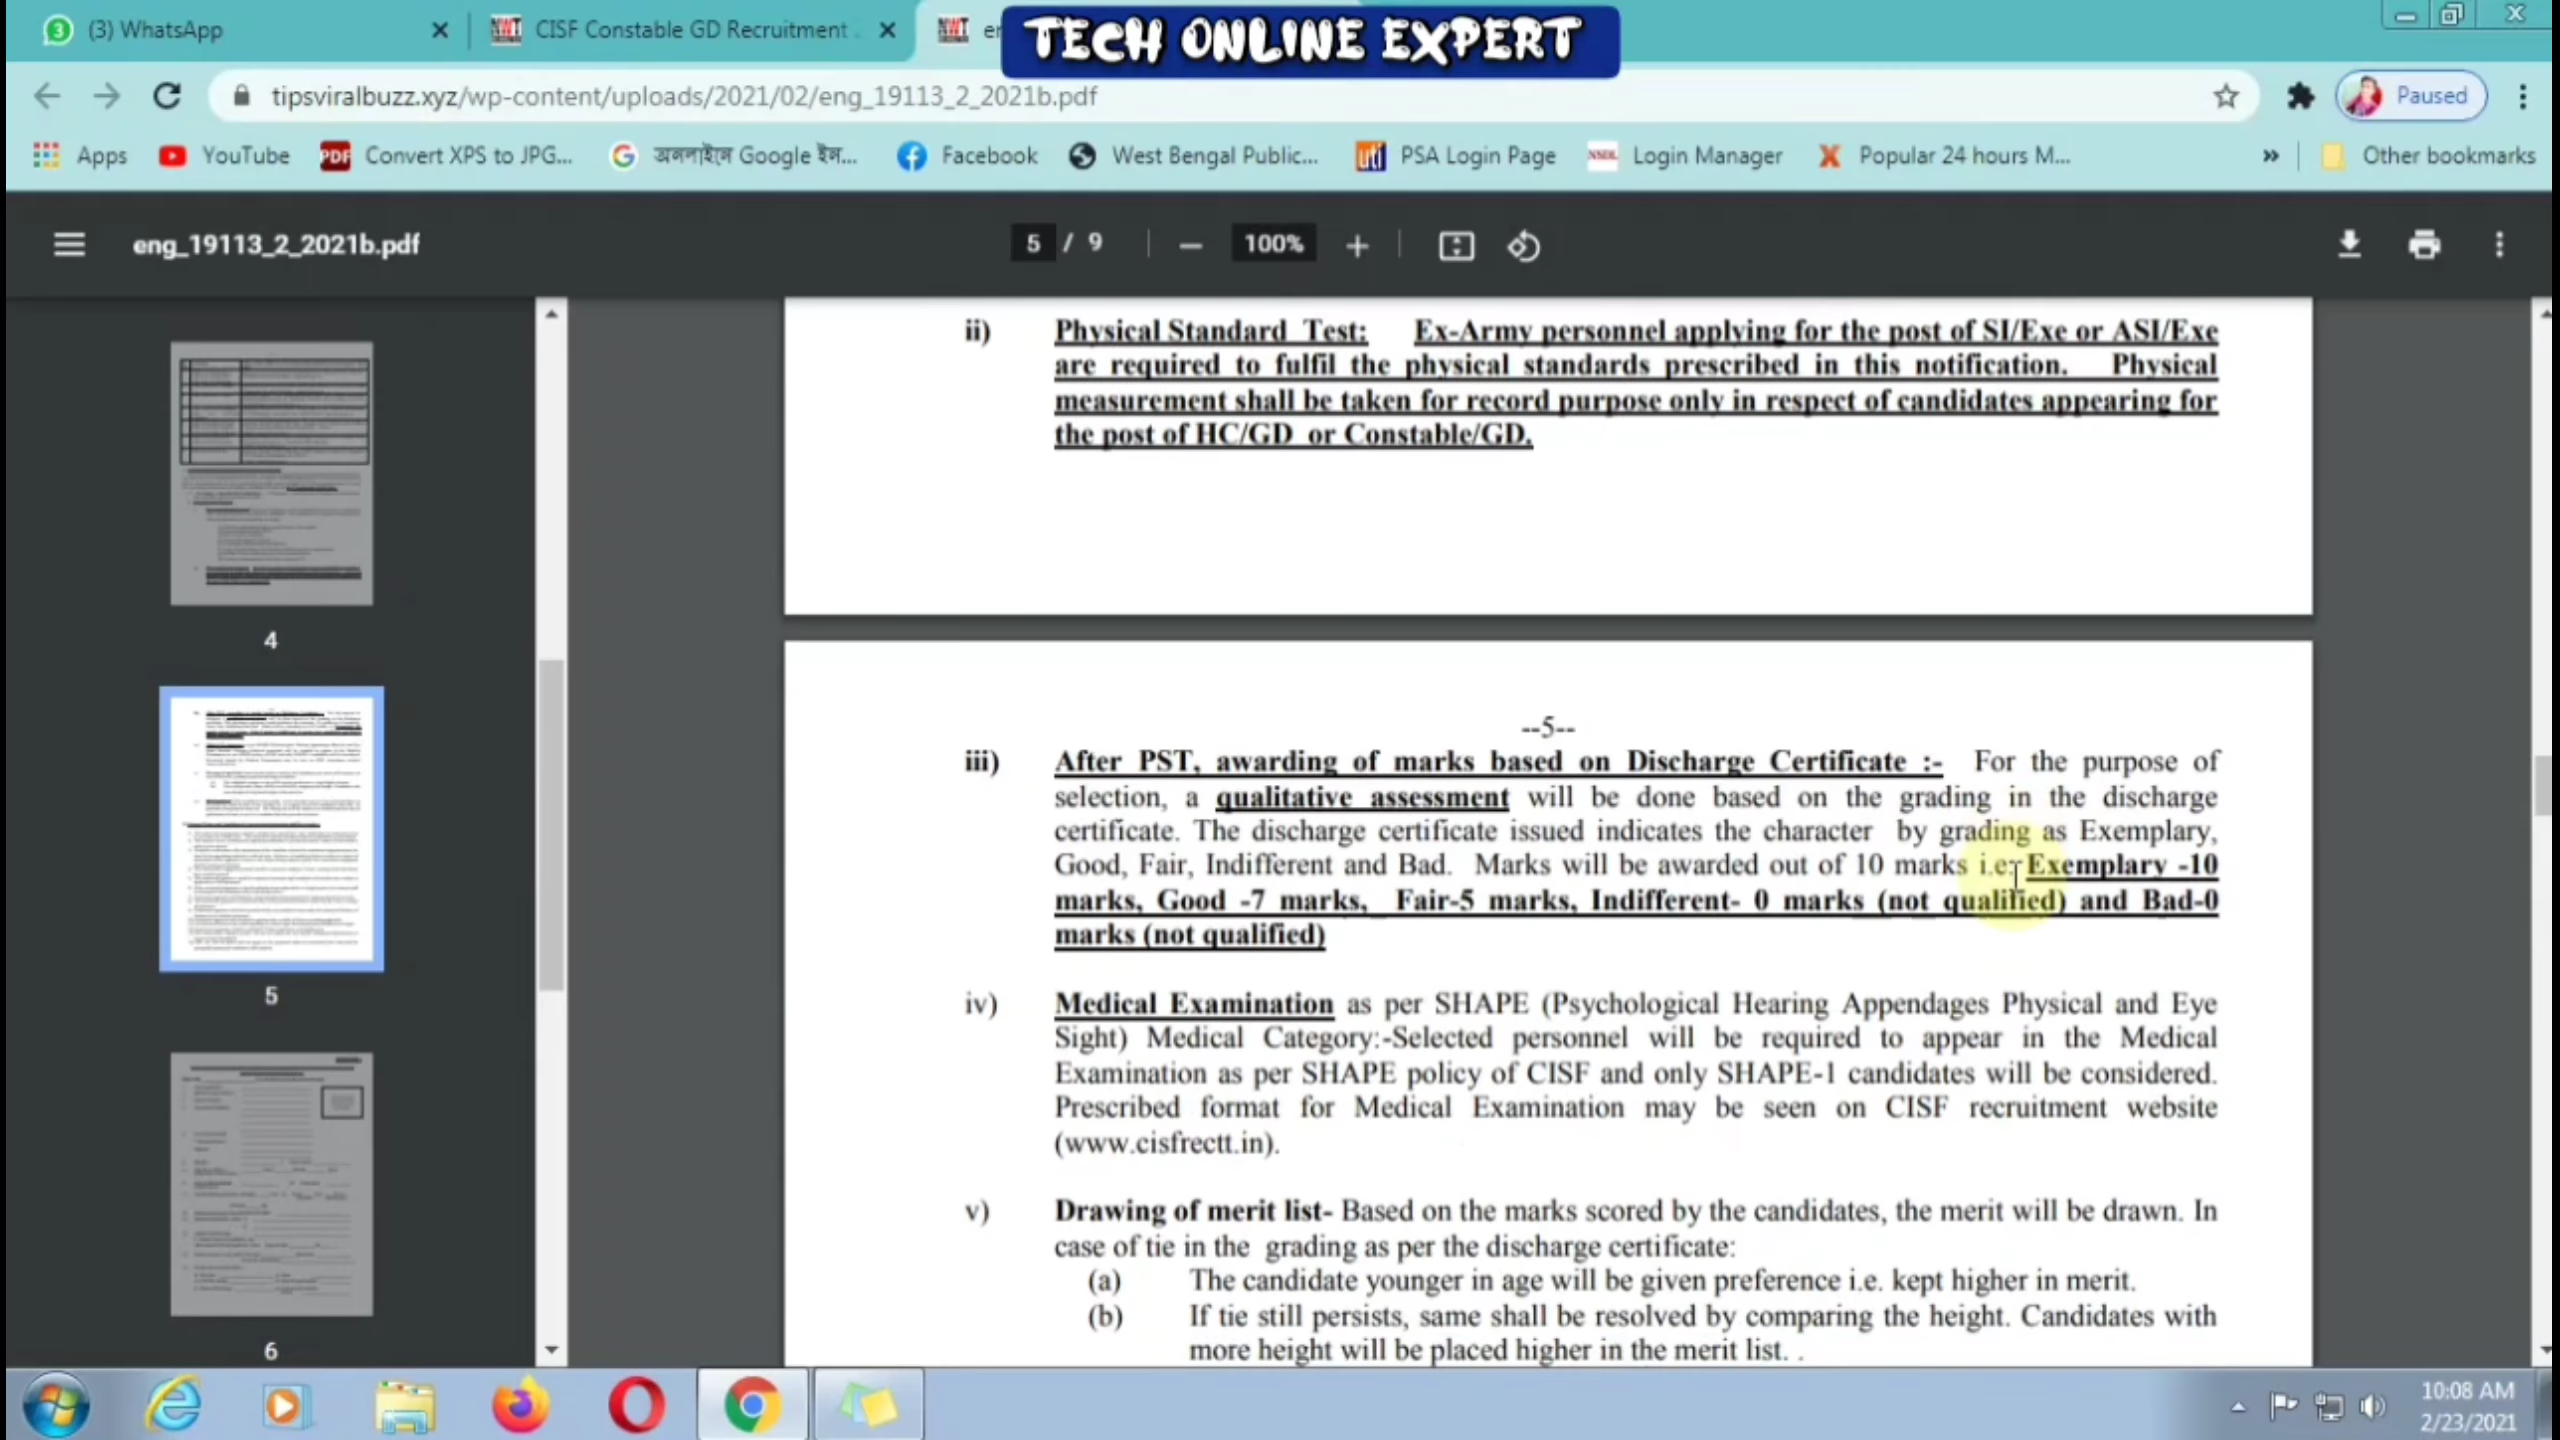 (3) WhatsApp
CISF Constable GD Recruitment
TECH ONLINE EXPERT
tipsviralbuzz.xyz/wp-content/uploads/2021/02/eng_19113_2_2021b.pdf
Paused
Apps YouTube Convert XPS to JPG... অনলাইনে Google ইন... Facebook West Bengal Public... PSA Login Page Login Manager Popular 24 hours M... » Other bookmarks
eng_19113_2_2021b.pdf 5 / 9 100%
ii) Physical Standard Test: Ex-Army personnel applying for the post of SI/Exe or ASI/Exe
are required to fulfil the physical standards prescribed in this notification. Physical
measurement shall be taken for record purpose only in respect of candidates appearing for
the post of HC/GD or Constable/GD.
4
5
6
--5--
iii) After PST, awarding of marks based on Discharge Certificate :- For the purpose of
selection, a qualitative assessment will be done based on the grading in the discharge
certificate. The discharge certificate issued indicates the character by grading as Exemplary,
Good, Fair, Indifferent and Bad. Marks will be awarded out of 10 marks i.e. Exemplary -10
marks, Good -7 marks, Fair-5 marks, Indifferent- 0 marks (not qualified) and Bad-0
marks (not qualified)
iv) Medical Examination as per SHAPE (Psychological Hearing Appendages Physical and Eye
Sight) Medical Category:-Selected personnel will be required to appear in the Medical
Examination as per SHAPE policy of CISF and only SHAPE-1 candidates will be considered.
Prescribed format for Medical Examination may be seen on CISF recruitment website
(www.cisfrectt.in).
v) Drawing of merit list- Based on the marks scored by the candidates, the merit will be drawn. In
case of tie in the grading as per the discharge certificate:
(a) The candidate younger in age will be given preference i.e. kept higher in merit.
(b) If tie still persists, same shall be resolved by comparing the height. Candidates with
more height will be placed higher in the merit list. .
10:08 AM
2/23/2021